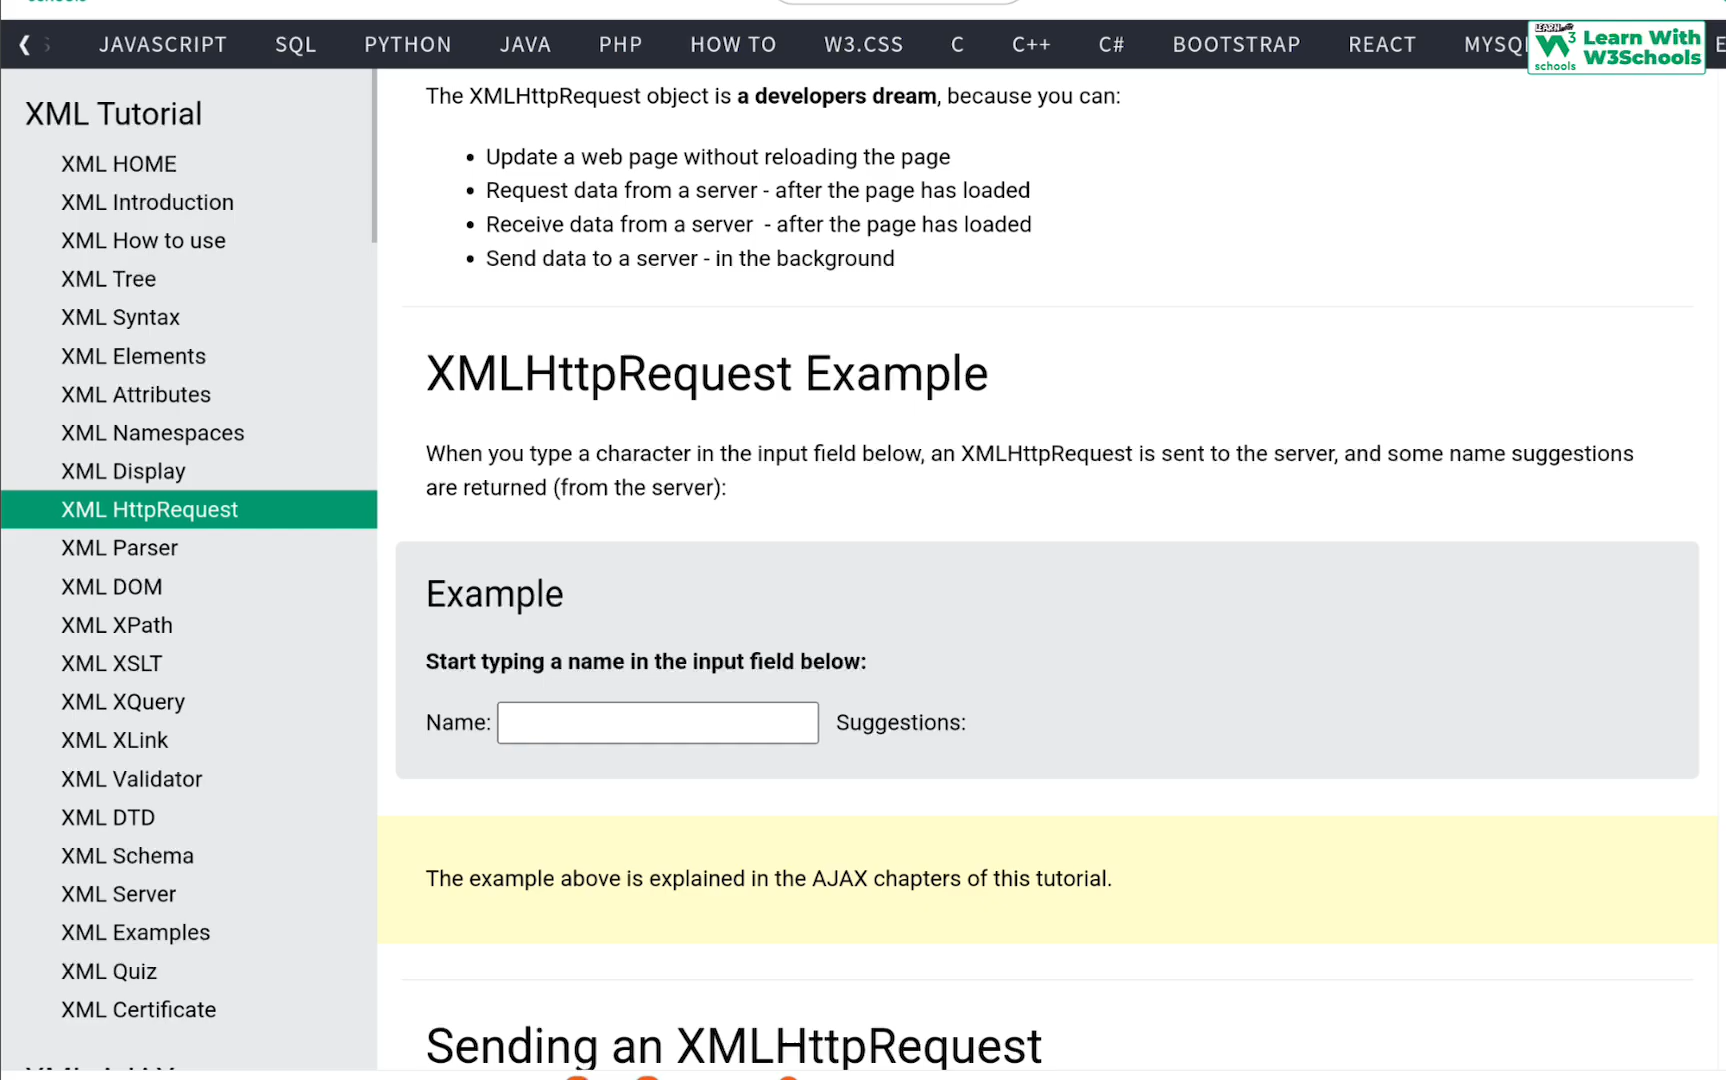 schools
❮ S JAVASCRIPT SQL PYTHON JAVA PHP HOW TO W3.CSS C C++ C# BOOTSTRAP REACT MYSQ E
LEARN
W3
schools
Learn With
W3Schools
XML Tutorial
XML HOME
XML Introduction
XML How to use
XML Tree
XML Syntax
XML Elements
XML Attributes
XML Namespaces
XML Display
XML HttpRequest
XML Parser
XML DOM
XML XPath
XML XSLT
XML XQuery
XML XLink
XML Validator
XML DTD
XML Schema
XML Server
XML Examples
XML Quiz
XML Certificate
The XMLHttpRequest object is a developers dream, because you can:
• Update a web page without reloading the page
• Request data from a server - after the page has loaded
• Receive data from a server  - after the page has loaded
• Send data to a server - in the background
XMLHttpRequest Example
When you type a character in the input field below, an XMLHttpRequest is sent to the server, and some name suggestions
are returned (from the server):
Example
Start typing a name in the input field below:
Name: Suggestions:
The example above is explained in the AJAX chapters of this tutorial.
Sending an XMLHttpRequest